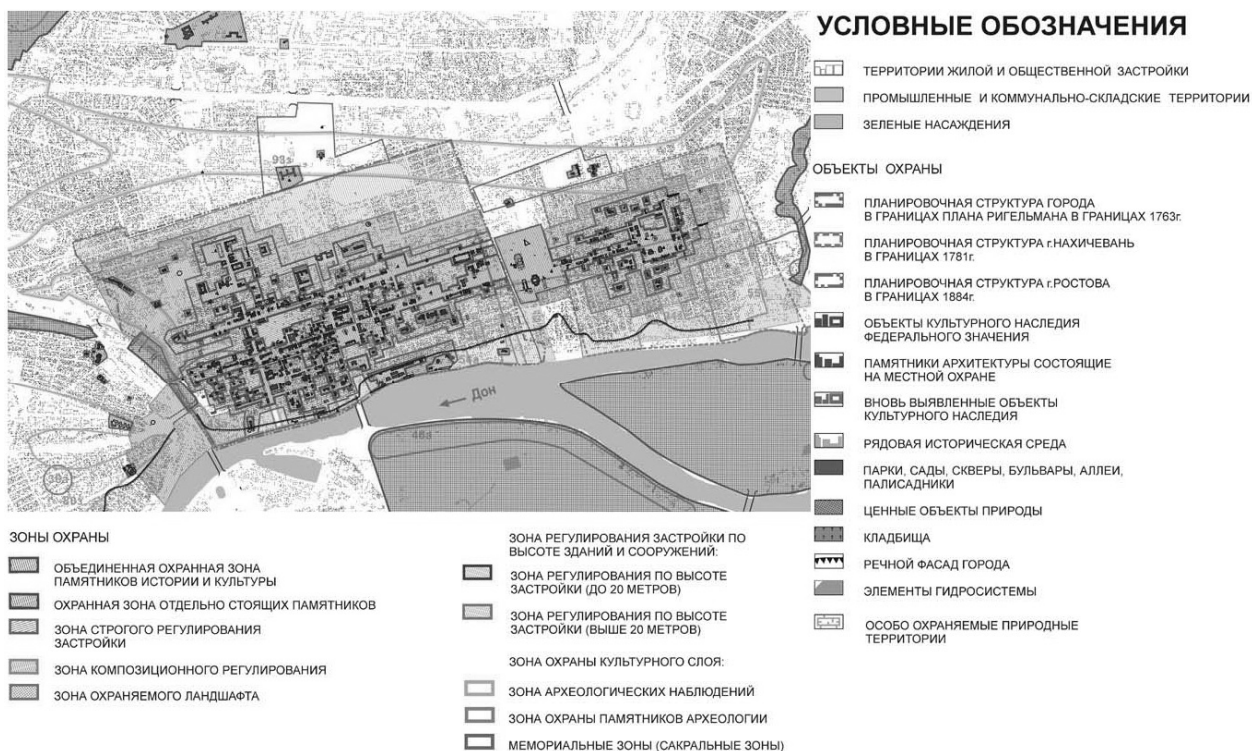 УСЛОВНЫЕ ОБОЗНАЧЕНИЯ
ТЕРРИТОРИИ ЖИЛОЙ И ОБЩЕСТВЕННОЙ ЗАСТРОЙКИ
ПРОМЫШЛЕННЫЕ И КОММУНАЛЬНО-СКЛАДСКИЕ ТЕРРИТОРИИ
ЗЕЛЕНЫЕ НАСАЖДЕНИЯ
ОБЪЕКТЫ ОХРАНЫ
ПЛАНИРОВОЧНАЯ СТРУКТУРА ГОРОДА
В ГРАНИЦАХ ПЛАНА РИГЕЛЬМАНА В ГРАНИЦАХ 1763г.
ПЛАНИРОВОЧНАЯ СТРУКТУРА г.НАХИЧЕВАНЬ
В ГРАНИЦАХ 1781г.
ПЛАНИРОВОЧНАЯ СТРУКТУРА г.РОСТОВА
В ГРАНИЦАХ 1884г.
ОБЪЕКТЫ КУЛЬТУРНОГО НАСЛЕДИЯ
ФЕДЕРАЛЬНОГО ЗНАЧЕНИЯ
ПАМЯТНИКИ АРХИТЕКТУРЫ СОСТОЯЩИЕ
НА МЕСТНОЙ ОХРАНЕ
ВНОВЬ ВЫЯВЛЕННЫЕ ОБЪЕКТЫ
КУЛЬТУРНОГО НАСЛЕДИЯ
РЯДОВАЯ ИСТОРИЧЕСКАЯ СРЕДА
ПАРКИ, САДЫ, СКВЕРЫ, БУЛЬВАРЫ, АЛЛЕИ,
ПАЛИСАДНИКИ
ЦЕННЫЕ ОБЪЕКТЫ ПРИРОДЫ
КЛАДБИЩА
РЕЧНОЙ ФАСАД ГОРОДА
ЭЛЕМЕНТЫ ГИДРОСИСТЕМЫ
ОСОБО ОХРАНЯЕМЫЕ ПРИРОДНЫЕ
ТЕРРИТОРИИ
Дон
ЗОНЫ ОХРАНЫ
ОБЪЕДИНЕННАЯ ОХРАННАЯ ЗОНА
ПАМЯТНИКОВ ИСТОРИИ И КУЛЬТУРЫ
ОХРАННАЯ ЗОНА ОТДЕЛЬНО СТОЯЩИХ ПАМЯТНИКОВ
ЗОНА СТРОГОГО РЕГУЛИРОВАНИЯ
ЗАСТРОЙКИ
ЗОНА КОМПОЗИЦИОННОГО РЕГУЛИРОВАНИЯ
ЗОНА ОХРАНЯЕМОГО ЛАНДШАФТА
ЗОНА РЕГУЛИРОВАНИЯ ЗАСТРОЙКИ ПО
ВЫСОТЕ ЗДАНИЙ И СООРУЖЕНИЙ:
ЗОНА РЕГУЛИРОВАНИЯ ПО ВЫСОТЕ
ЗАСТРОЙКИ (ДО 20 МЕТРОВ)
ЗОНА РЕГУЛИРОВАНИЯ ПО ВЫСОТЕ
ЗАСТРОЙКИ (ВЫШЕ 20 МЕТРОВ)
ЗОНА ОХРАНЫ КУЛЬТУРНОГО СЛОЯ:
ЗОНА АРХЕОЛОГИЧЕСКИХ НАБЛЮДЕНИЙ
ЗОНА ОХРАНЫ ПАМЯТНИКОВ АРХЕОЛОГИИ
МЕМОРИАЛЬНЫЕ ЗОНЫ (САКРАЛЬНЫЕ ЗОНЫ)